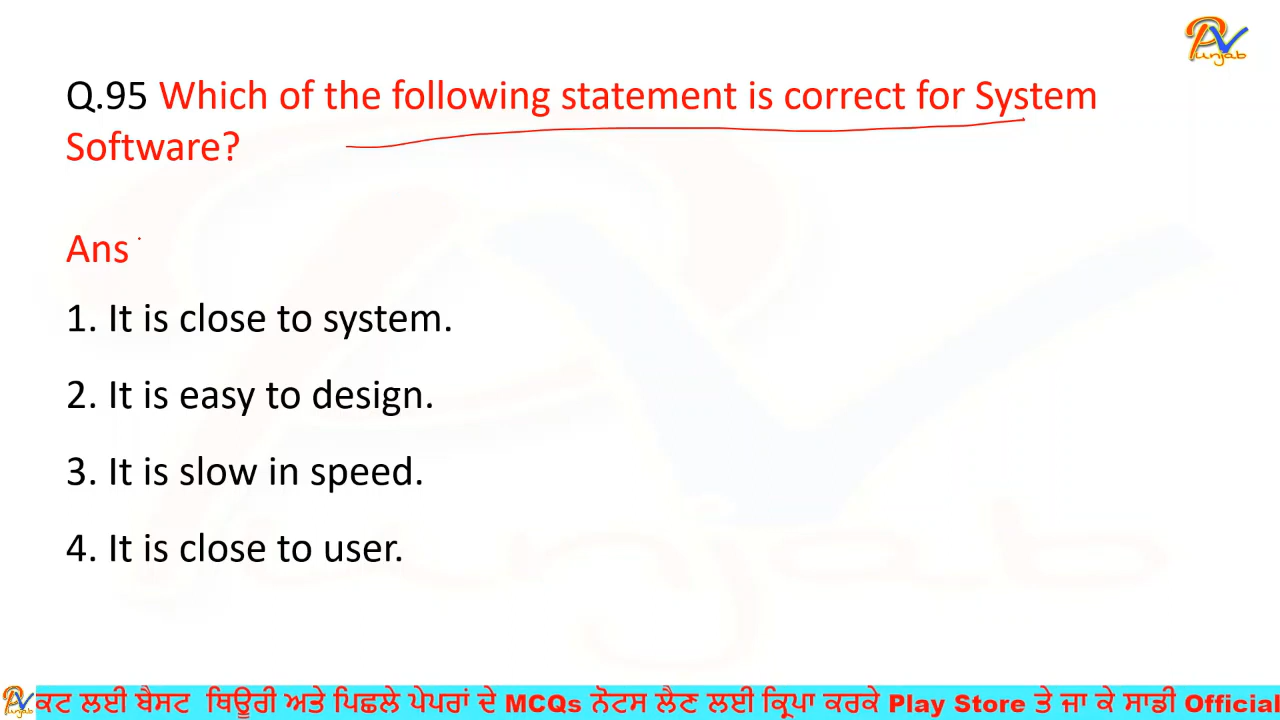 Punjab
Q.95 Which of the following statement is correct for System
Software?
Ans
1. It is close to system.
2. It is easy to design.
3. It is slow in speed.
4. It is close to user.
ਕਟ ਲਈ ਬੈਸਟ ਥਿਊਰੀ ਅਤੇ ਪਿਛਲੇ ਪੇਪਰਾਂ ਦੇ MCQs ਨੋਟਸ ਲੈਣ ਲਈ ਕ੍ਰਿਪਾ ਕਰਕੇ Play Store ਤੇ ਜਾ ਕੇ ਸਾਡੀ Official